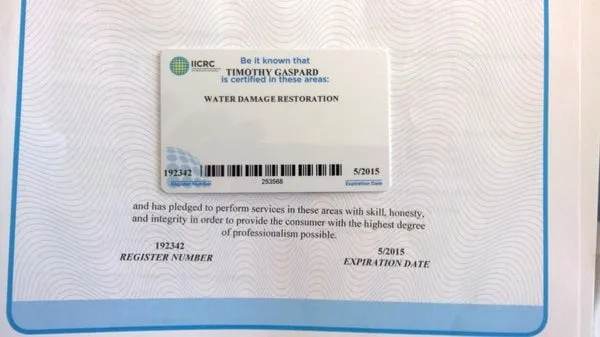 IICRC
Be it known that
TIMOTHY GASPARD
is certified in these areas:
WATER DAMAGE RESTORATION
192342
5/2015
Register Number
253568
Expiration Date
and has pledged to perform services in these areas with skill, honesty,
and integrity in order to provide the consumer with the highest degree
of professionalism possible.
192342
5/2015
REGISTER NUMBER
EXPIRATION DATE